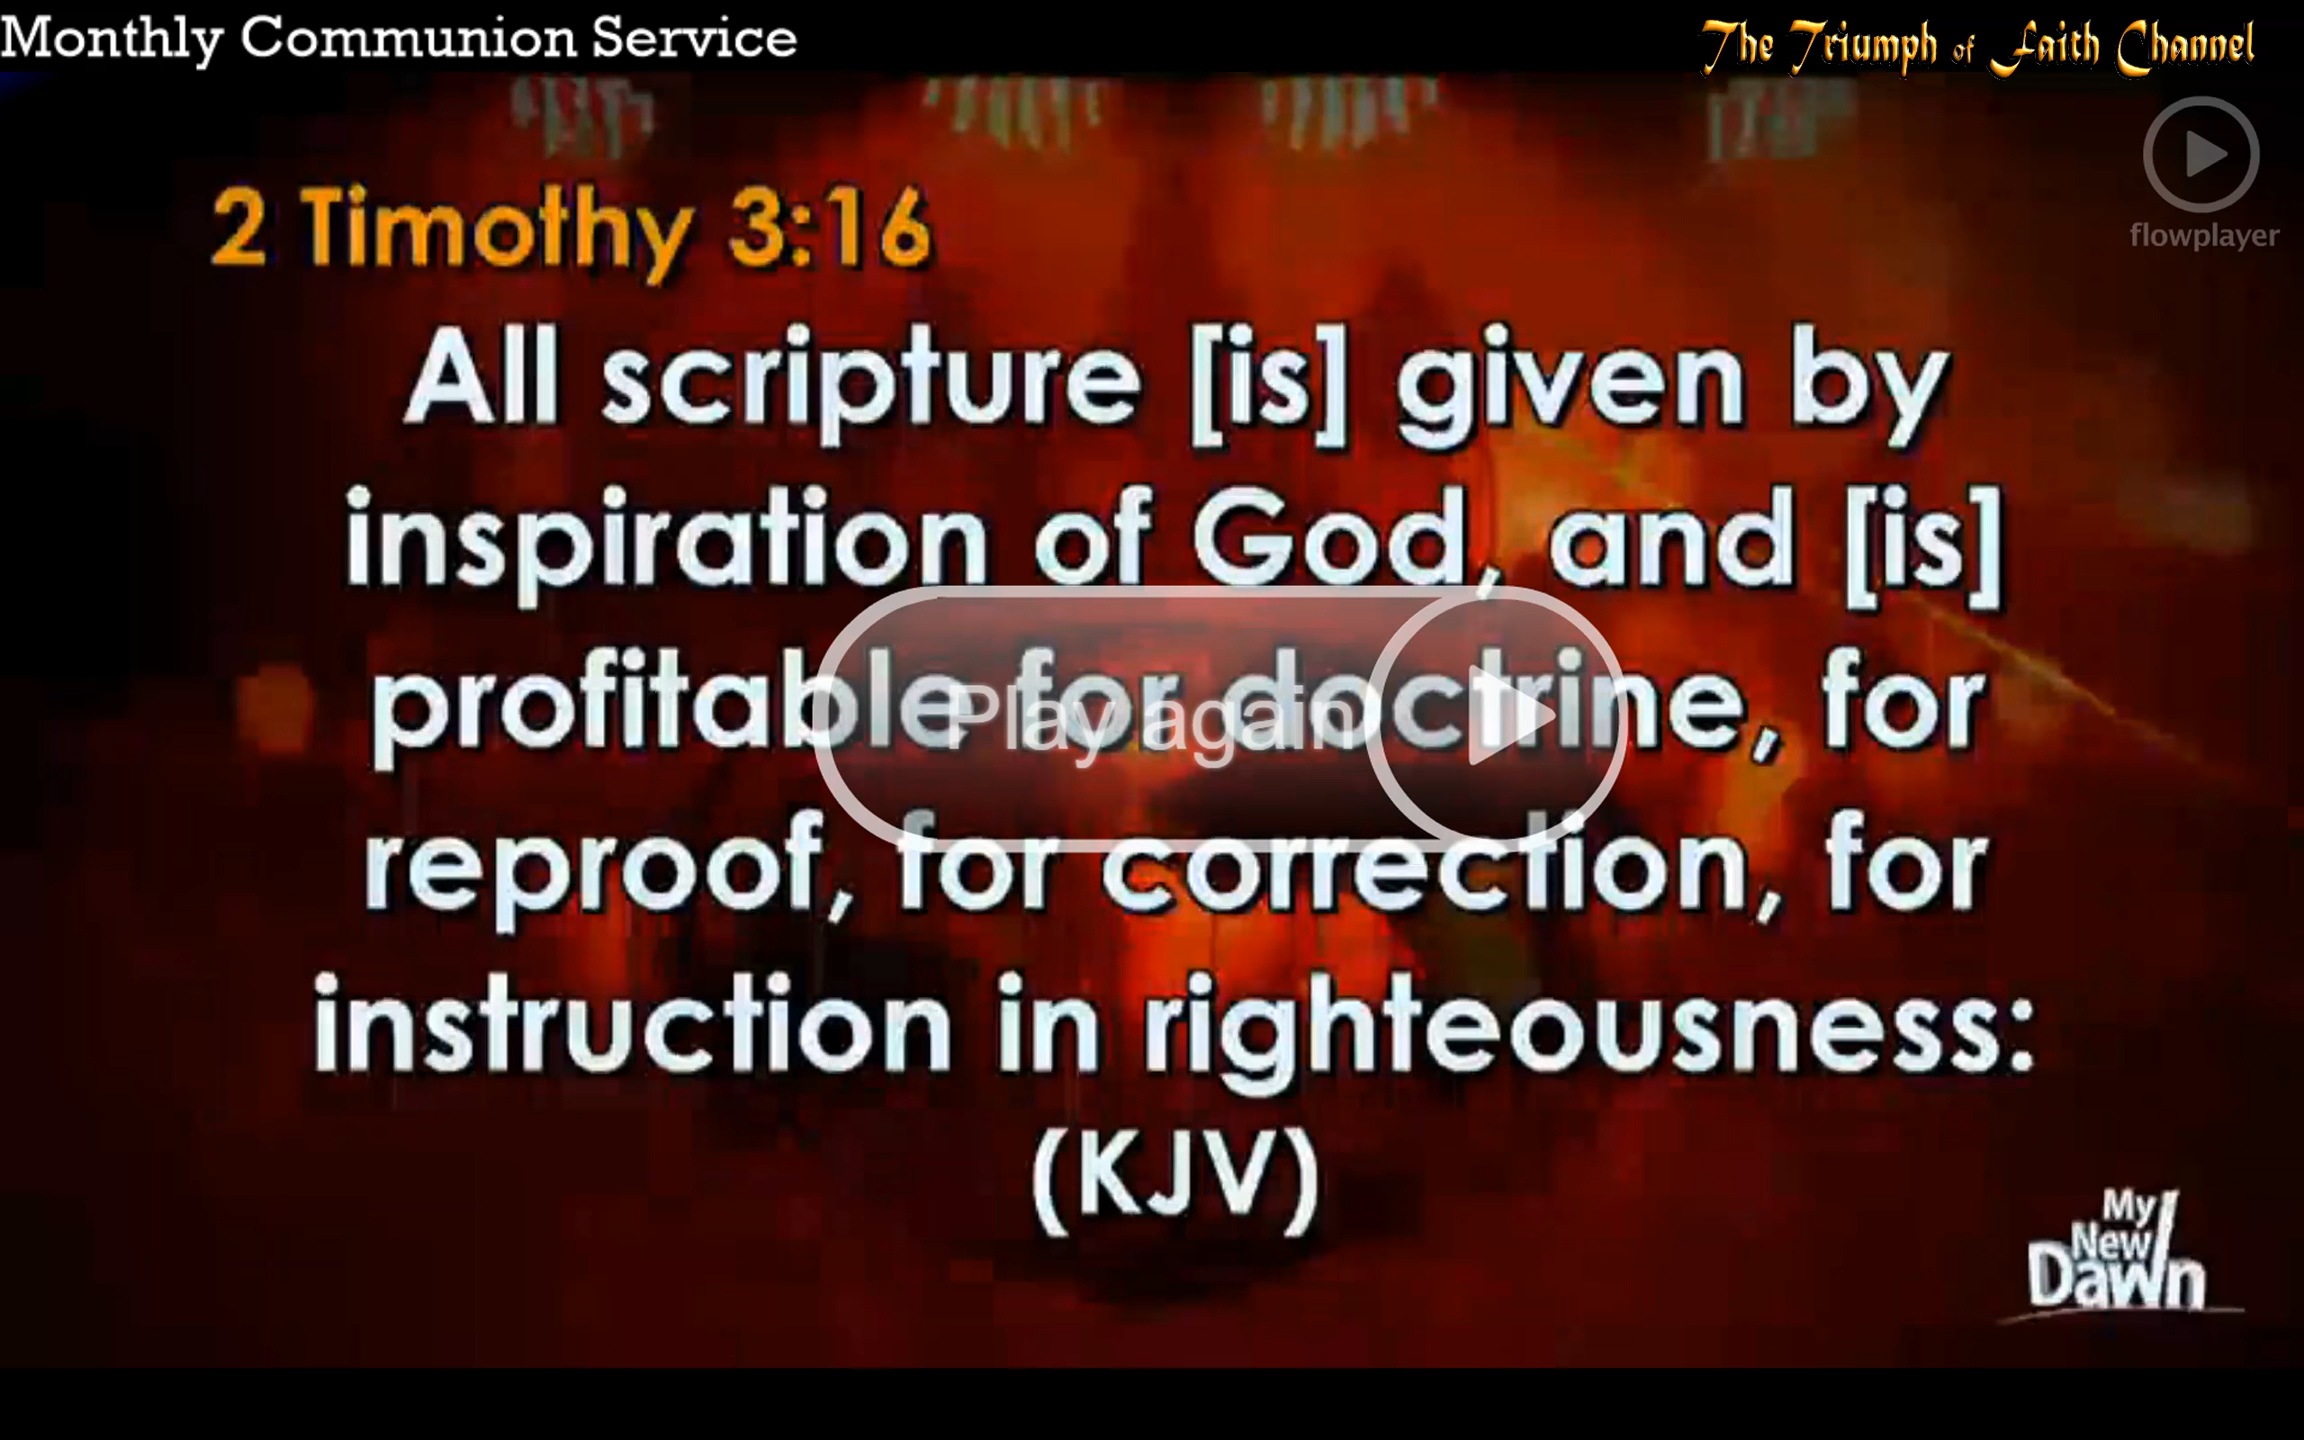 Monthly Communion Service
The Triumph of Faith Channel
flowplayer
2 Timothy 3:16
All scripture [is] given by
inspiration of God, and [is]
profitable for doctrine, for
Play again
reproof, for correction, for
instruction in righteousness:
(KJV)
My
New
Dawn